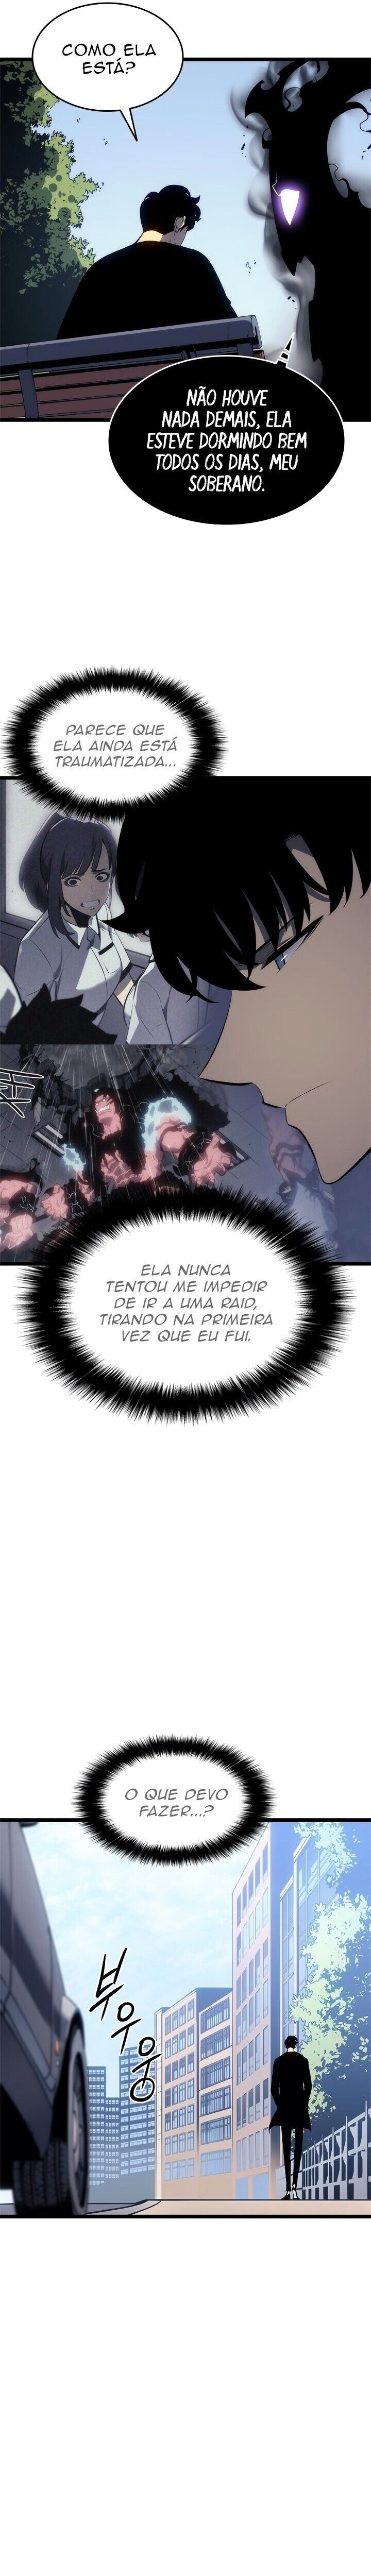 COMO ELA
ESTÁ?
NÃO HOUVE
NADA DEMAIS, ELA
ESTEVE DORMINDO BEM
TODOS OS DIAS, MEU
SOBERANO.
PARECE QUE
ELA AINDA ESTÁ
TRAUMATIZADA...
ELA NUNCA
TENTOU ME IMPEDIR
DE IR A UMA RAID,
TIRANDO NA PRIMEIRA
VEZ QUE EU FUI.
O QUE DEVO
FAZER...?
부우웅